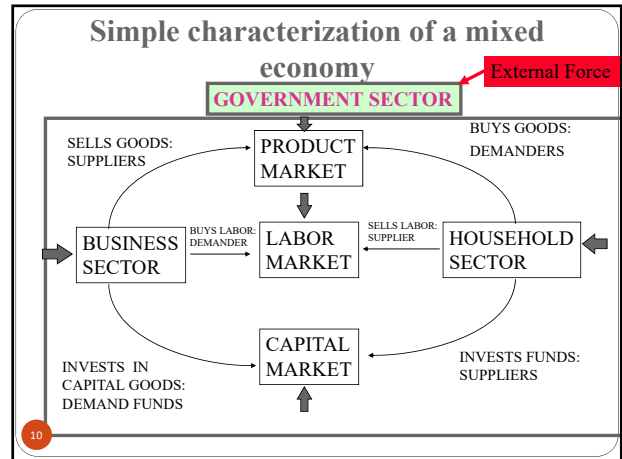 Simple characterization of a mixed
economy
External Force
GOVERNMENT SECTOR
SELLS GOODS:
SUPPLIERS
PRODUCT
MARKET
BUYS GOODS:
DEMANDERS
BUSINESS
SECTOR
BUYS LABOR:
DEMANDER
LABOR
MARKET
SELLS LABOR:
SUPPLIER
HOUSEHOLD
SECTOR
INVESTS IN
CAPITAL GOODS:
DEMAND FUNDS
CAPITAL
MARKET
INVESTS FUNDS:
SUPPLIERS
10